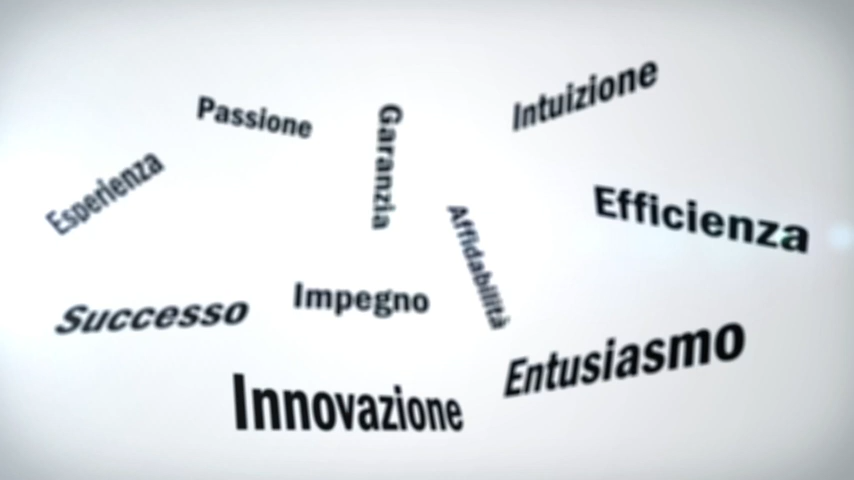 Intuizione
Passione
Garanzia
Esperienza
Efficienza
Affidabilità
Impegno
Successo
Entusiasmo
Innovazione